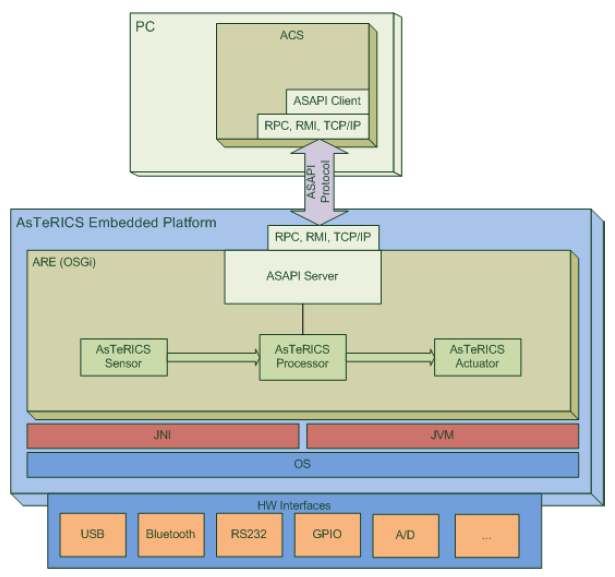 PC
ACS
ASAPI Client
RPC, RMI, TCP/IP
ASAPI
Protocol
AsTeRICS Embedded Platform
RPC, RMI, TCP/IP
ARE (OSGi)
ASAPI Server
AsTeRICS
Sensor
AsTeRICS
Processor
AsTeRICS
Actuator
JNI
JVM
OS
HW Interfaces
USB
Bluetooth
RS232
GPIO
A/D
...